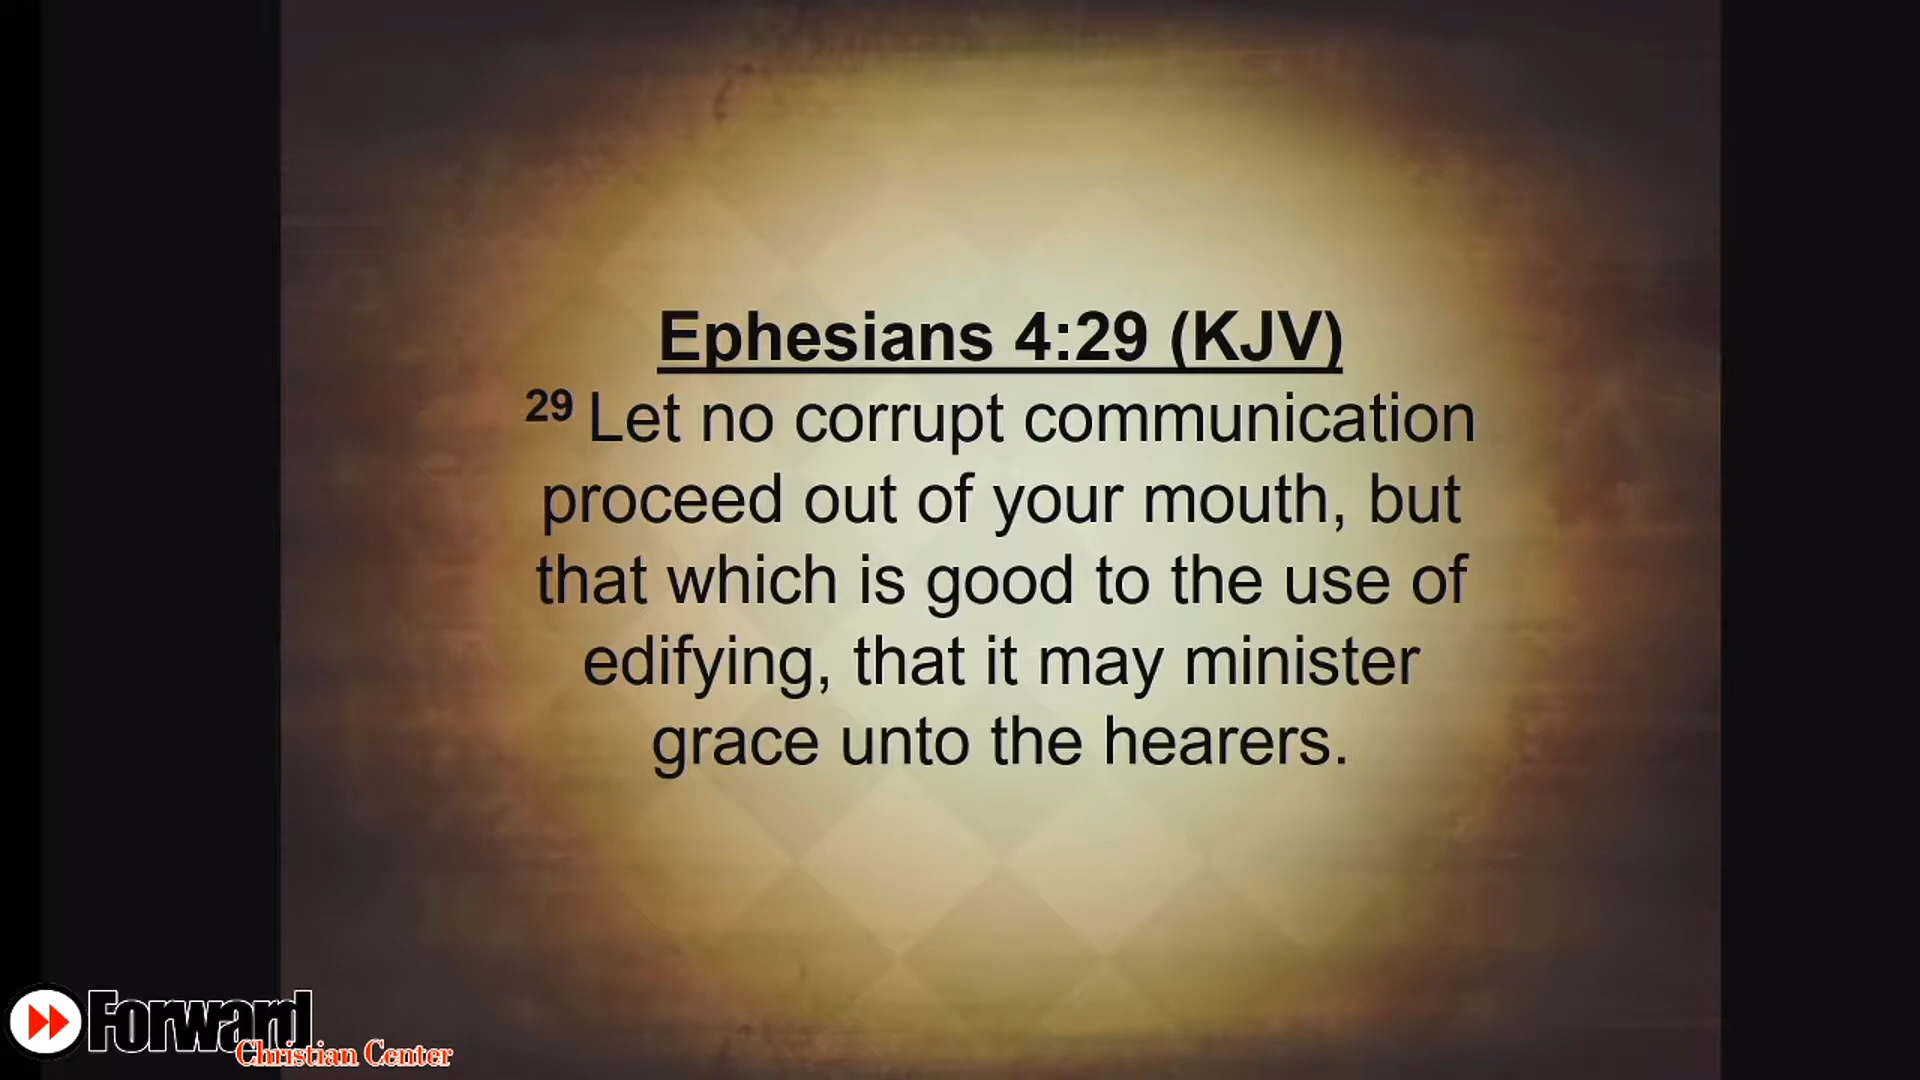 Ephesians 4:29 (KJV)
29 Let no corrupt communication
proceed out of your mouth, but
that which is good to the use of
edifying, that it may minister
grace unto the hearers.
Forward
Christian Center